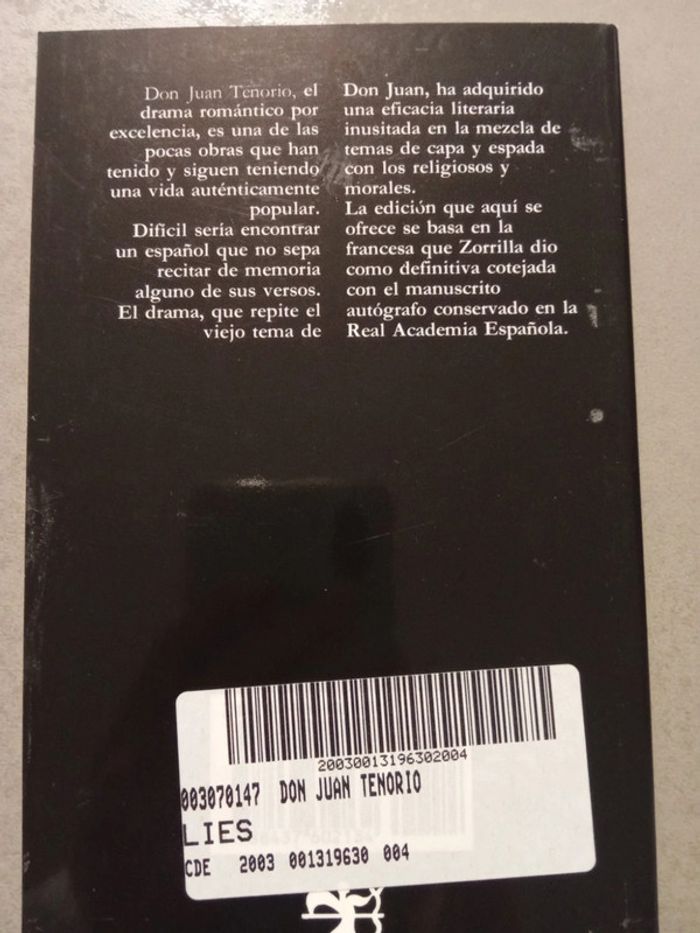 Don Juan Tenorio, el
drama romántico por
excelencia, es una de las
pocas obras que han
tenido y siguen teniendo
una vida auténticamente
popular.
Difícil sería encontrar
un español que no sepa
recitar de memoria
alguno de sus versos.
El drama, que repite el
viejo tema de
Don Juan, ha adquirido
una eficacia literaria
inusitada en la mezcla de
temas de capa y espada
con los religiosos y
morales.
La edición que aquí se
ofrece se basa en la
francesa que Zorrilla dio
como definitiva cotejada
con el manuscrito
autógrafo conservado en la
Real Academia Española.
20030013196302004
003070147 DON JUAN TENORIO
LIES
CDE 2003 001319630 004